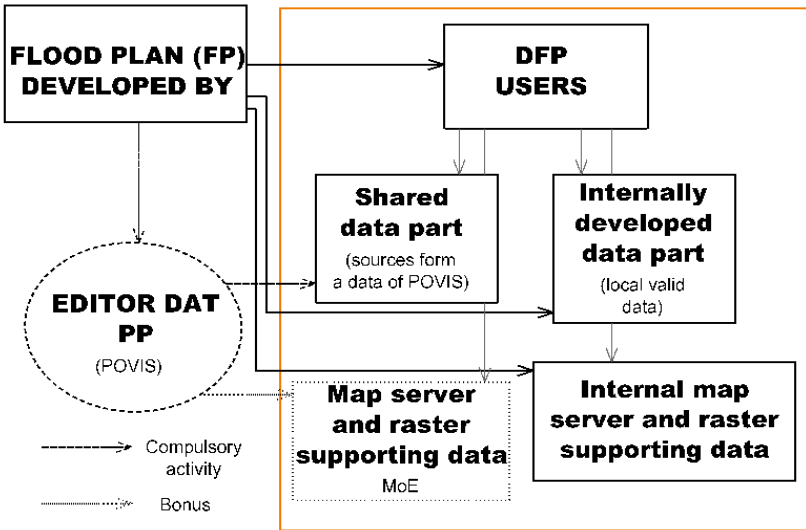 FLOOD PLAN (FP)
DEVELOPED BY
DFP
USERS
Shared
data part
(sources form
a data of POVIS)
Internally
developed
data part
(local valid
data)
EDITOR DAT
PP
(POVIS)
Map server
and raster
supporting data
MoE
Internal map
server and raster
supporting data
Compulsory
activity
Bonus